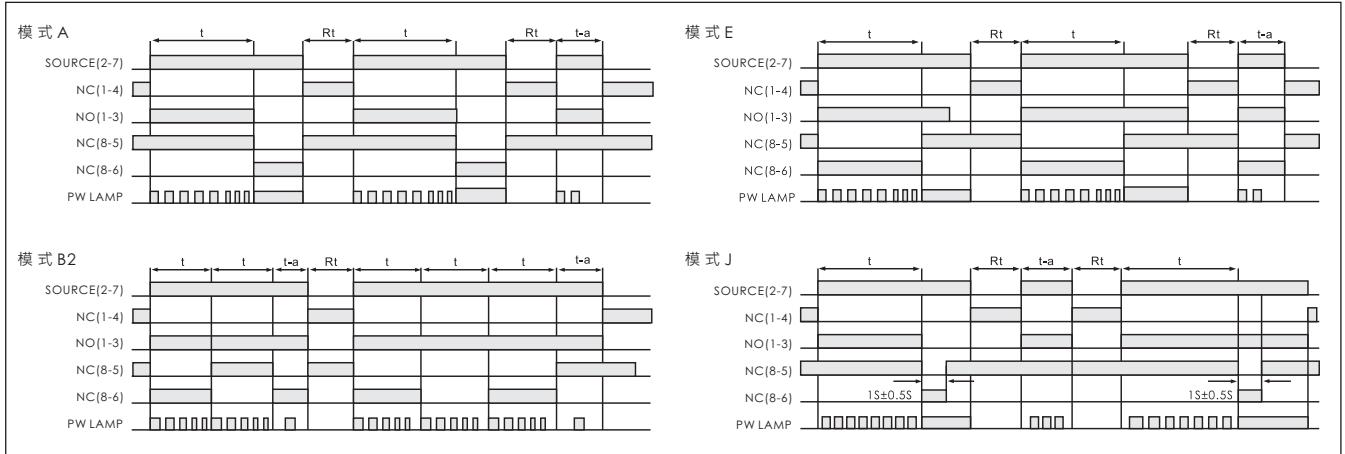 模式A
t Rt t Rt t-a
SOURCE(2-7)
NC(1-4)
NO(1-3)
NC(8-5)
NC(8-6)
PW LAMP
模式E
t Rt t Rt t-a
SOURCE(2-7)
NC(1-4)
NO(1-3)
NC(8-5)
NC(8-6)
PW LAMP
模式B2
t t t-a Rt t t t t-a
SOURCE(2-7)
NC(1-4)
NO(1-3)
NC(8-5)
NC(8-6)
PW LAMP
模式J
t Rt t-a Rt t
SOURCE(2-7)
NC(1-4)
NO(1-3)
NC(8-5)
NC(8-6) 1S±0.5S 1S±0.5S
PW LAMP